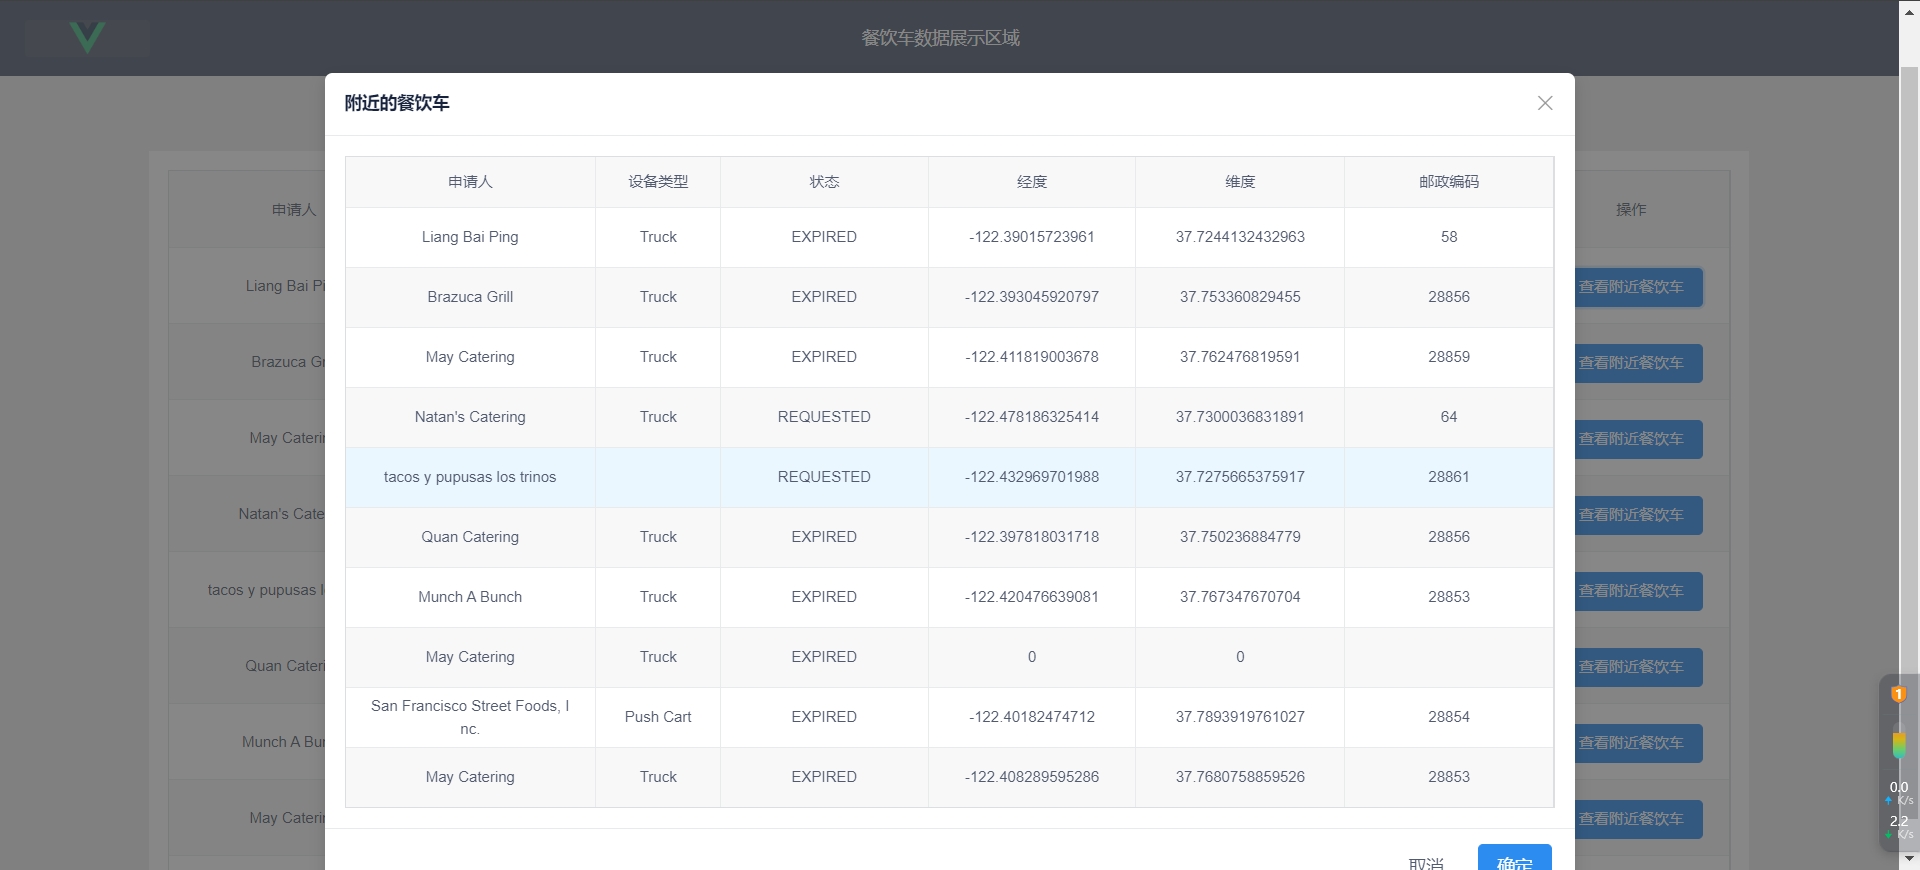 餐饮车数据展示区域
附近的餐饮车
申请人 设备类型 状态 经度 维度 邮政编码
Liang Bai Ping Truck EXPIRED -122.39015723961 37.7244132432963 58
Brazuca Grill Truck EXPIRED -122.393045920797 37.753360829455 28856
May Catering Truck EXPIRED -122.411819003678 37.762476819591 28859
Natan's Catering Truck REQUESTED -122.478186325414 37.7300036831891 64
tacos y pupusas los trinos REQUESTED -122.432969701988 37.7275665375917 28861
Quan Catering Truck EXPIRED -122.397818031718 37.750236884779 28856
Munch A Bunch Truck EXPIRED -122.420476639081 37.767347670704 28853
May Catering Truck EXPIRED 0 0
San Francisco Street Foods, I
nc. Push Cart EXPIRED -122.40182474712 37.7893919761027 28854
May Catering Truck EXPIRED -122.408289595286 37.7680758859526 28853
取消 确定
申请人 操作
Liang Bai Pi 查看附近餐饮车
Brazuca Gr 查看附近餐饮车
May Caterin 查看附近餐饮车
Natan's Cate 查看附近餐饮车
tacos y pupusas l 查看附近餐饮车
Quan Cateri 查看附近餐饮车
Munch A Bun 查看附近餐饮车
May Caterin 查看附近餐饮车
1
0.0
K/s
2.2
K/s